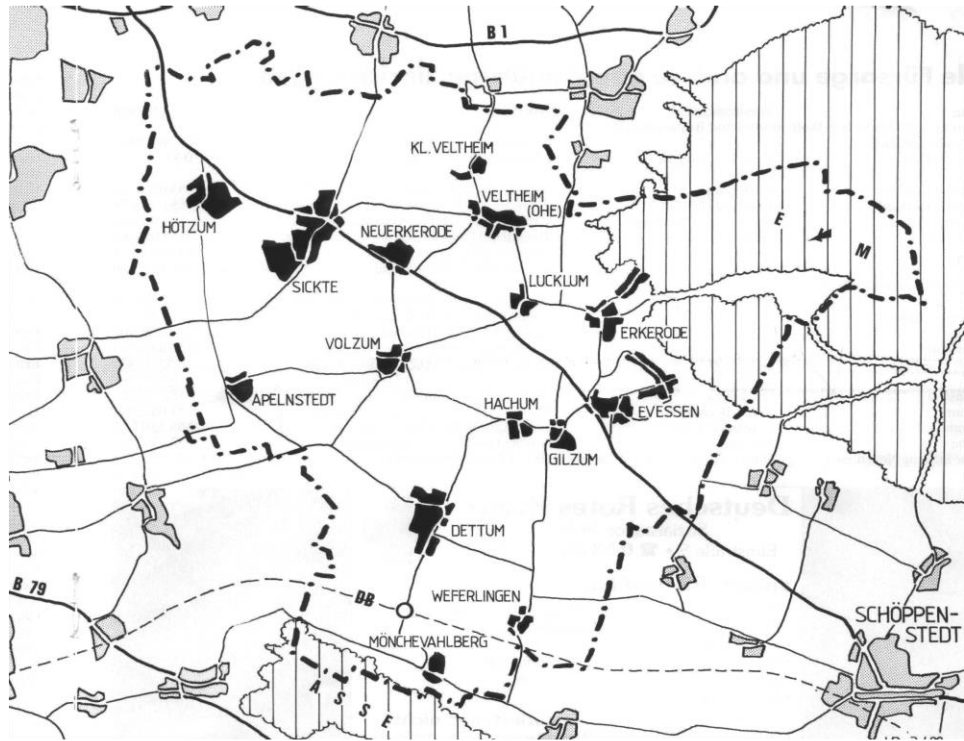 B 1
KL. VELTHEIM
VELTHEIM
(OHE)
HÖTZUM
NEUERKERODE
SICKTE
E
M
LUCKLUM
ERKERODE
VOLZUM
APELNSTEDT
HACHUM
EVESSEN
GILZUM
Deutsches Rotes
DETTUM
B 79
DB
WEFERLINGEN
SCHÖPPEN-
STEDT
MÖNCHEVAHLBERG
A S S E